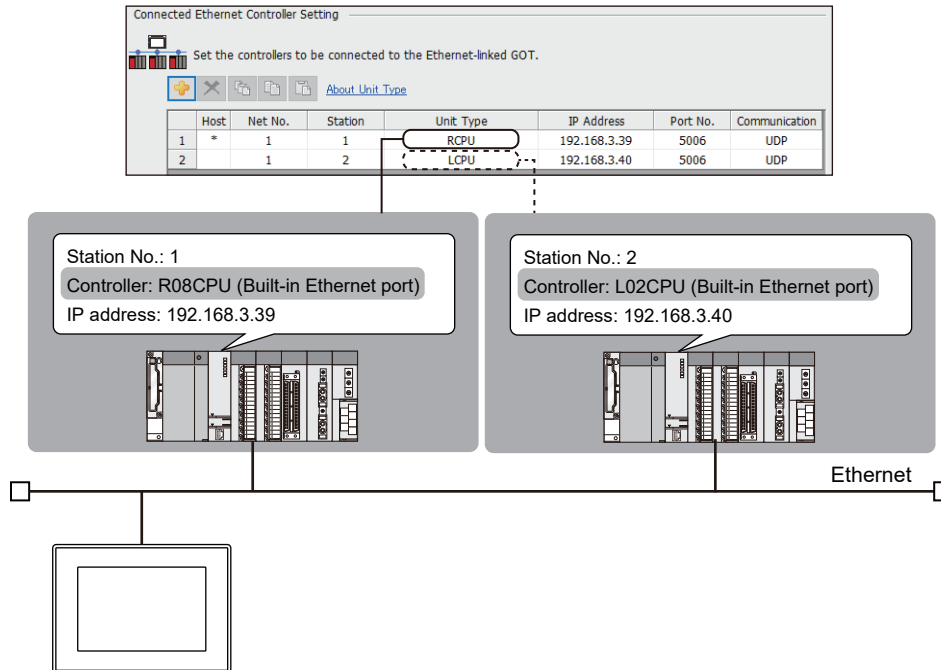 Connected Ethernet Controller Setting
Set the controllers to be connected to the Ethernet-linked GOT.
About Unit Type
Host Net No. Station Unit Type IP Address Port No. Communication
1 * 1 1 RCPU 192.168.3.39 5006 UDP
2 1 2 LCPU 192.168.3.40 5006 UDP
Station No.: 1
Controller: R08CPU (Built-in Ethernet port)
IP address: 192.168.3.39
Station No.: 2
Controller: L02CPU (Built-in Ethernet port)
IP address: 192.168.3.40
Ethernet